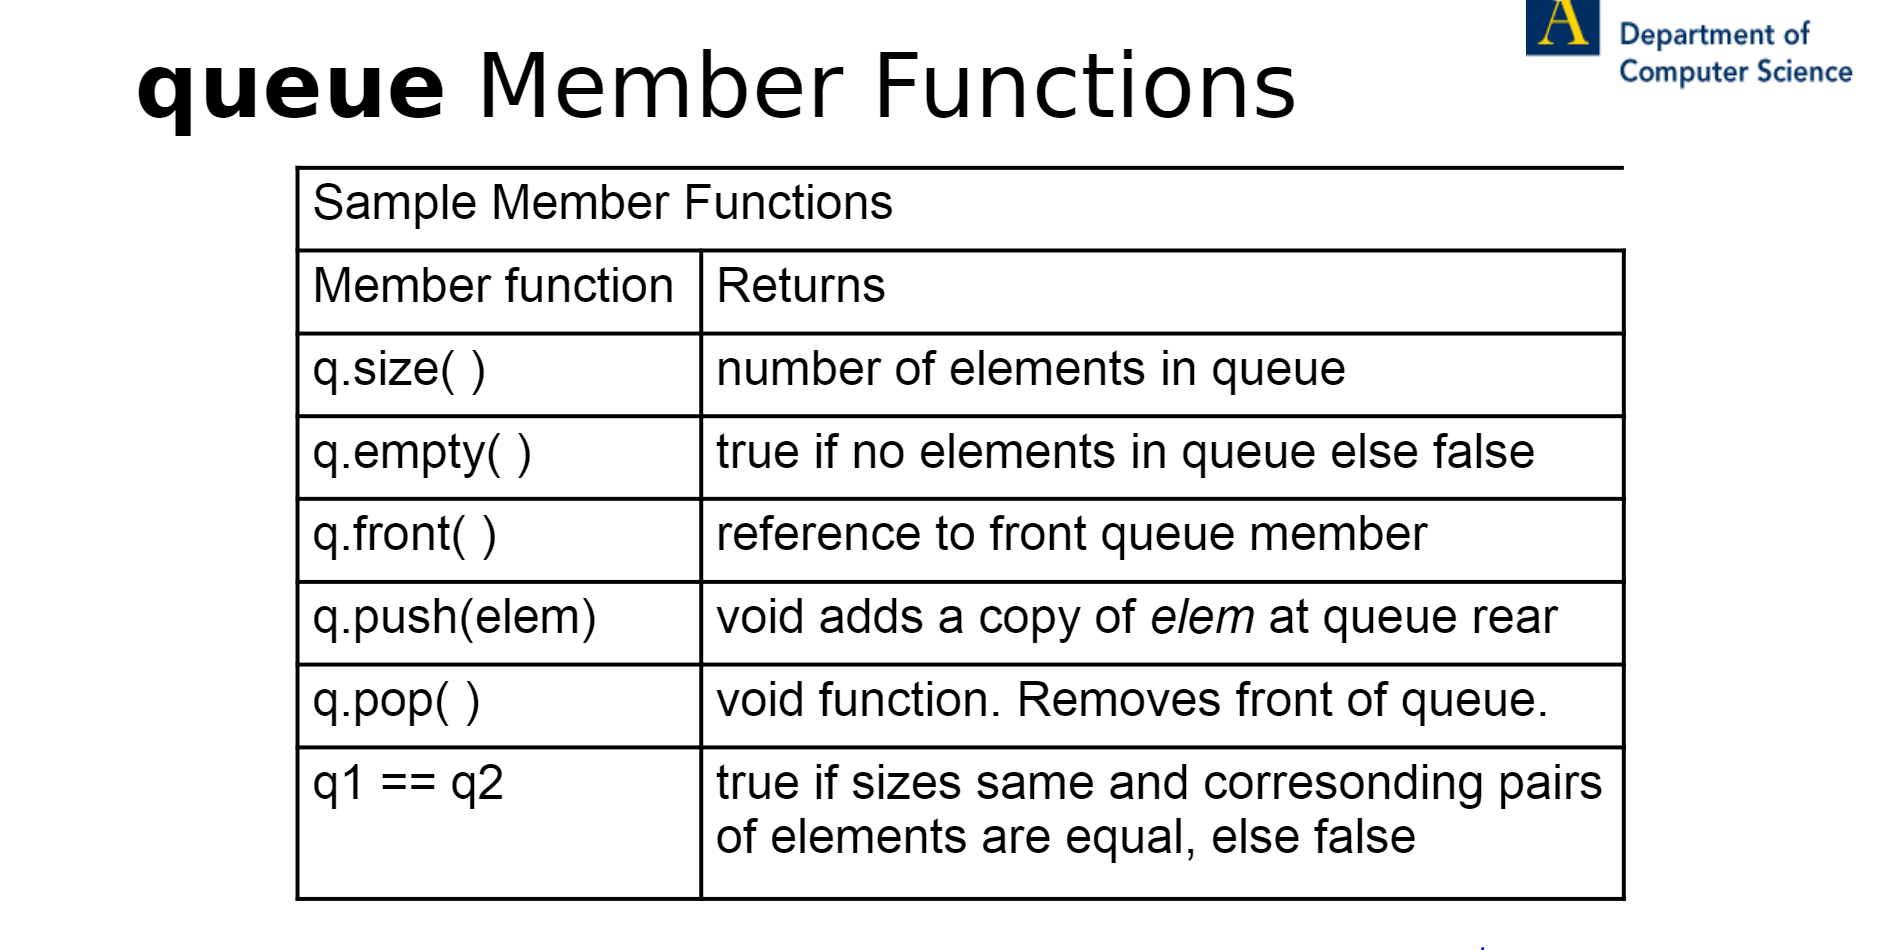 A
Department of
Computer Science
queue Member Functions
Sample Member Functions
Member function Returns
q.size( ) number of elements in queue
q.empty( ) true if no elements in queue else false
q.front( ) reference to front queue member
q.push(elem) void adds a copy of elem at queue rear
q.pop( ) void function. Removes front of queue.
q1 == q2 true if sizes same and corresonding pairs
of elements are equal, else false